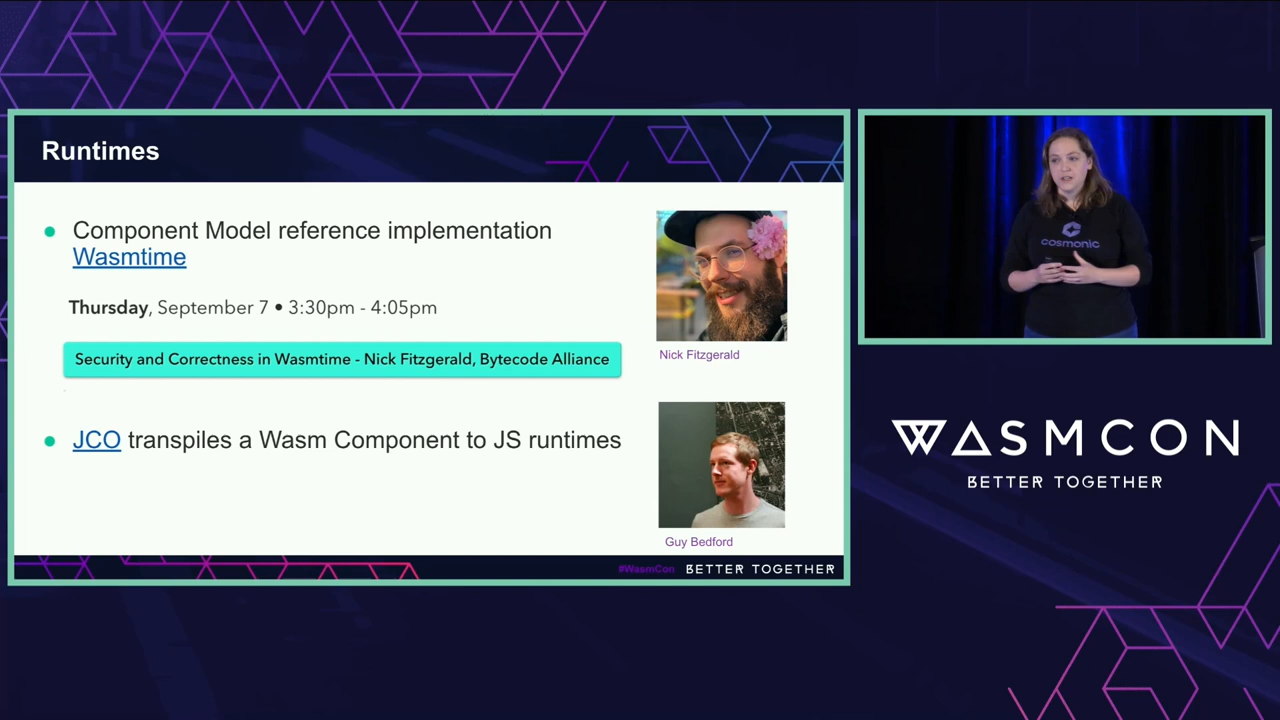 Runtimes
● Component Model reference implementation
Wasmtime
Thursday, September 7 • 3:30pm - 4:05pm
Security and Correctness in Wasmtime - Nick Fitzgerald, Bytecode Alliance
Nick Fitzgerald
● JCO transpiles a Wasm Component to JS runtimes
Guy Bedford
#WasmCon BETTER TOGETHER
cosmonic
WASMCON
BETTER TOGETHER